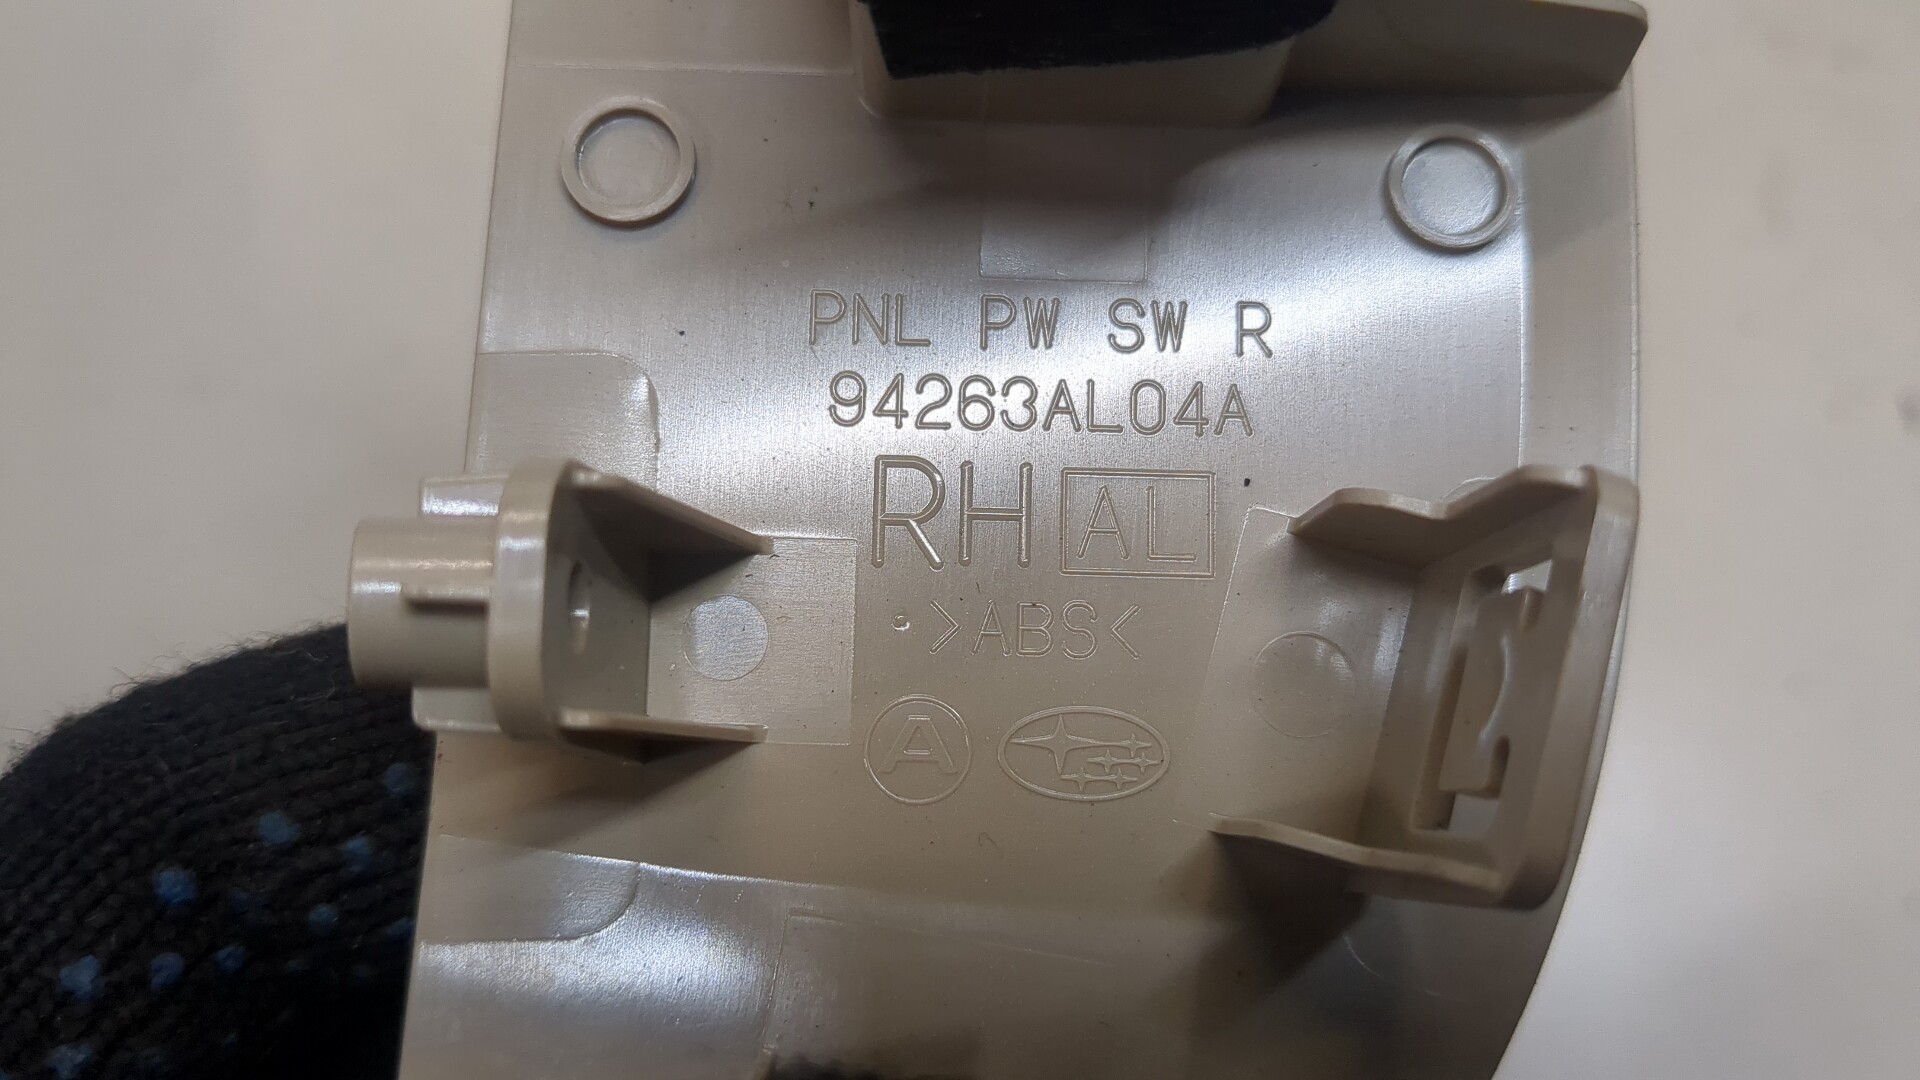 PNL PW SW R
94263AL04A
RH AL
>ABS<
A